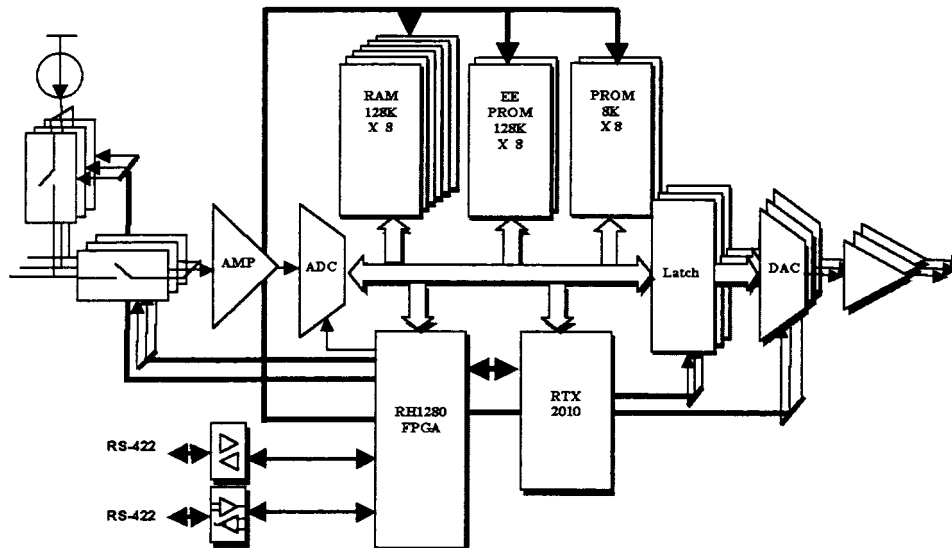 RAM
128K
X 8
EE
PROM
128K
X 8
PROM
8K
X 8
AMP
ADC
Latch
DAC
RH1280
FPGA
RTX
2010
RS-422
RS-422